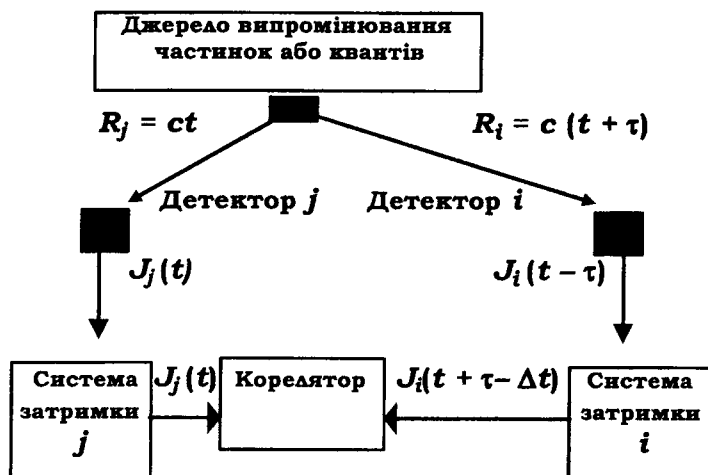 Джерело випромінювання
частинок або квантів
R_j = ct
R_i = c (t + τ)
Детектор j
Детектор i
J_j (t)
J_i (t – τ)
Система
затримки
j
J_j (t)
Корелятор
J_i(t + τ– Δt)
Система
затримки
i